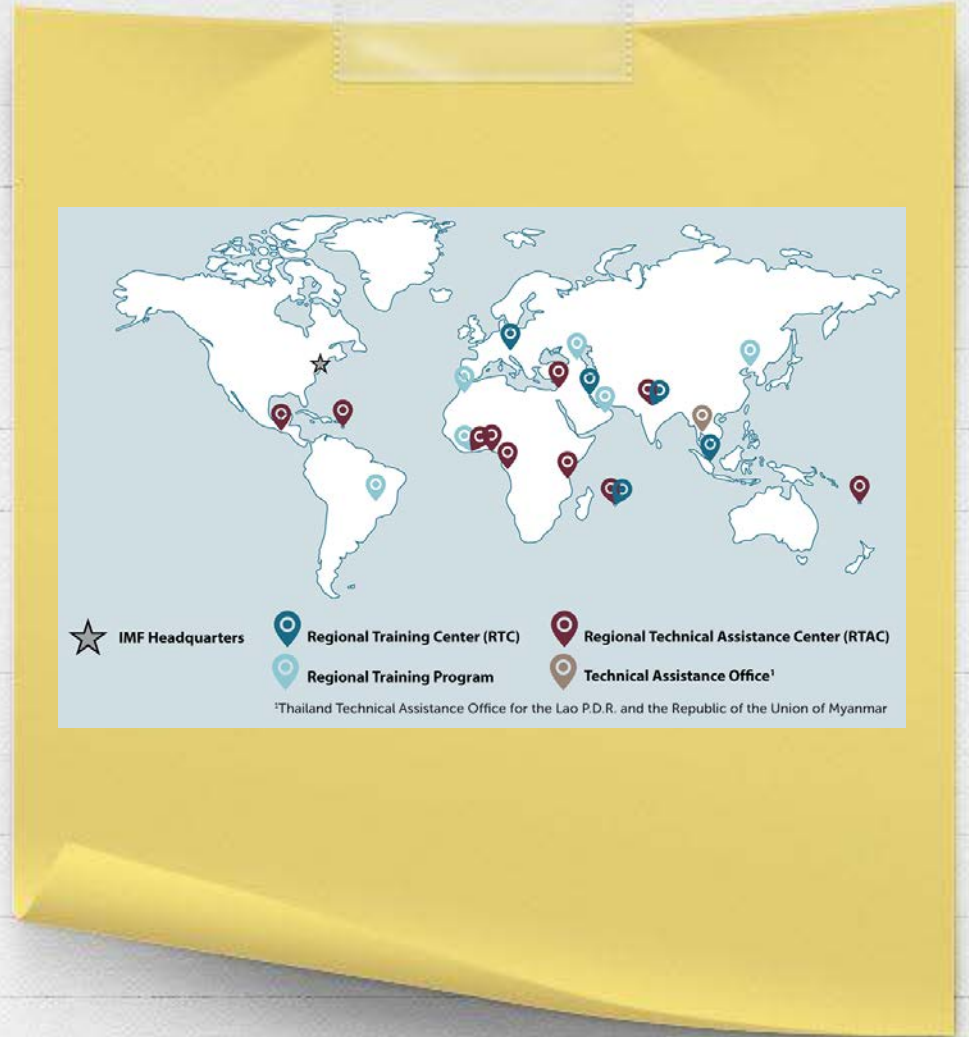 IMF Headquarters
Regional Training Center (RTC)
Regional Technical Assistance Center (RTAC)
Regional Training Program
Technical Assistance Office¹
¹Thailand Technical Assistance Office for the Lao P.D.R. and the Republic of the Union of Myanmar